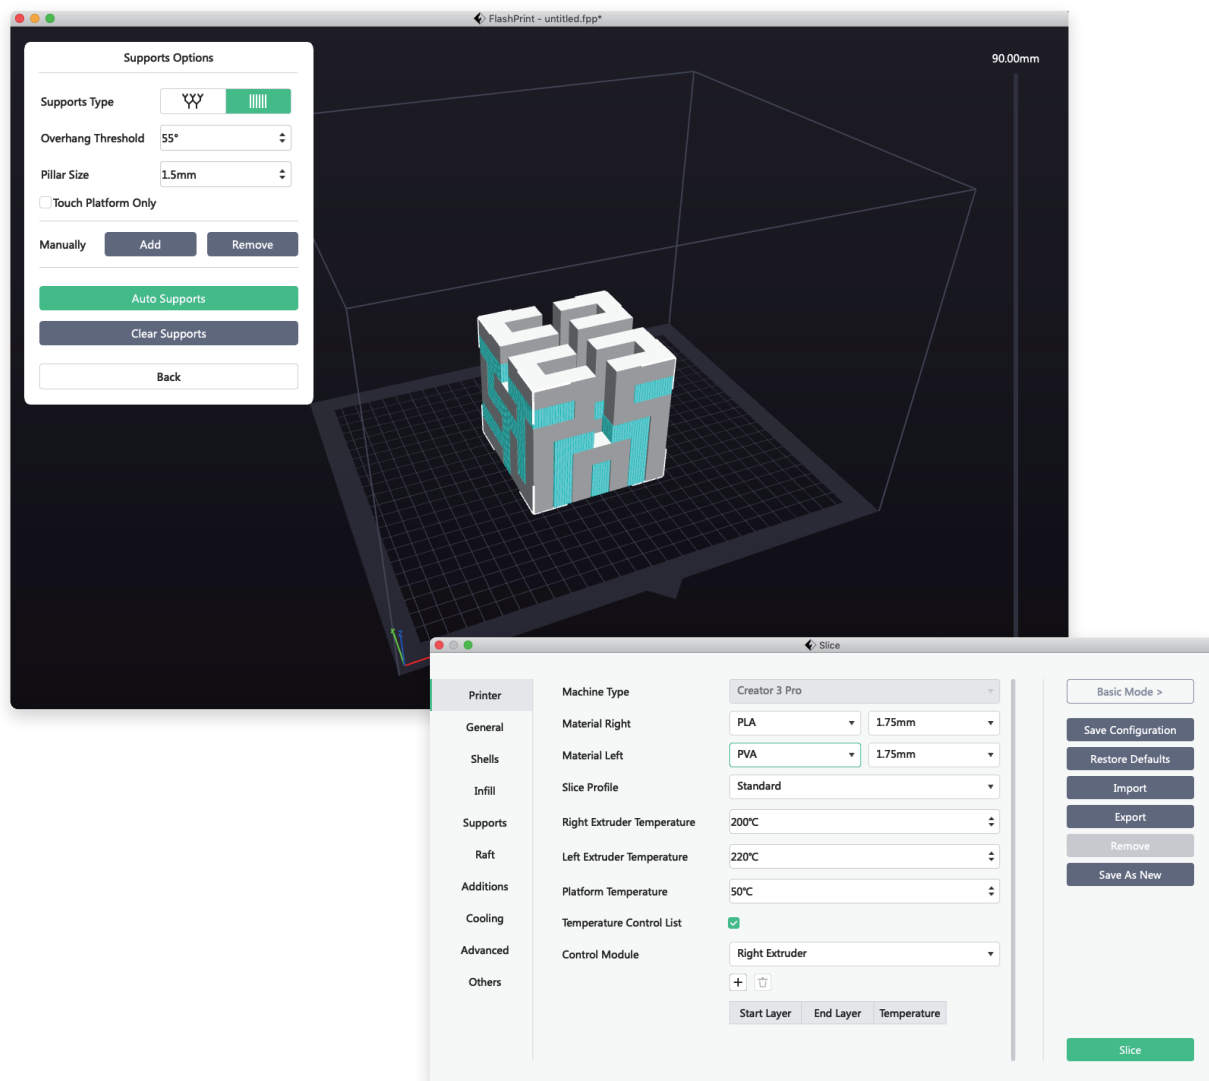 FlashPrint - untitled.fpp*
Supports Options
Supports Type
Overhang Threshold 55°
Pillar Size 1.5mm
Touch Platform Only
Manually Add Remove
Auto Supports
Clear Supports
Back
90.00mm
Slice
Printer
General
Shells
Infill
Supports
Raft
Additions
Cooling
Advanced
Others
Machine Type Creator 3 Pro
Material Right PLA 1.75mm
Material Left PVA 1.75mm
Slice Profile Standard
Right Extruder Temperature 200℃
Left Extruder Temperature 220℃
Platform Temperature 50℃
Temperature Control List
Control Module Right Extruder
+
Start Layer End Layer Temperature
Basic Mode >
Save Configuration
Restore Defaults
Import
Export
Remove
Save As New
Slice